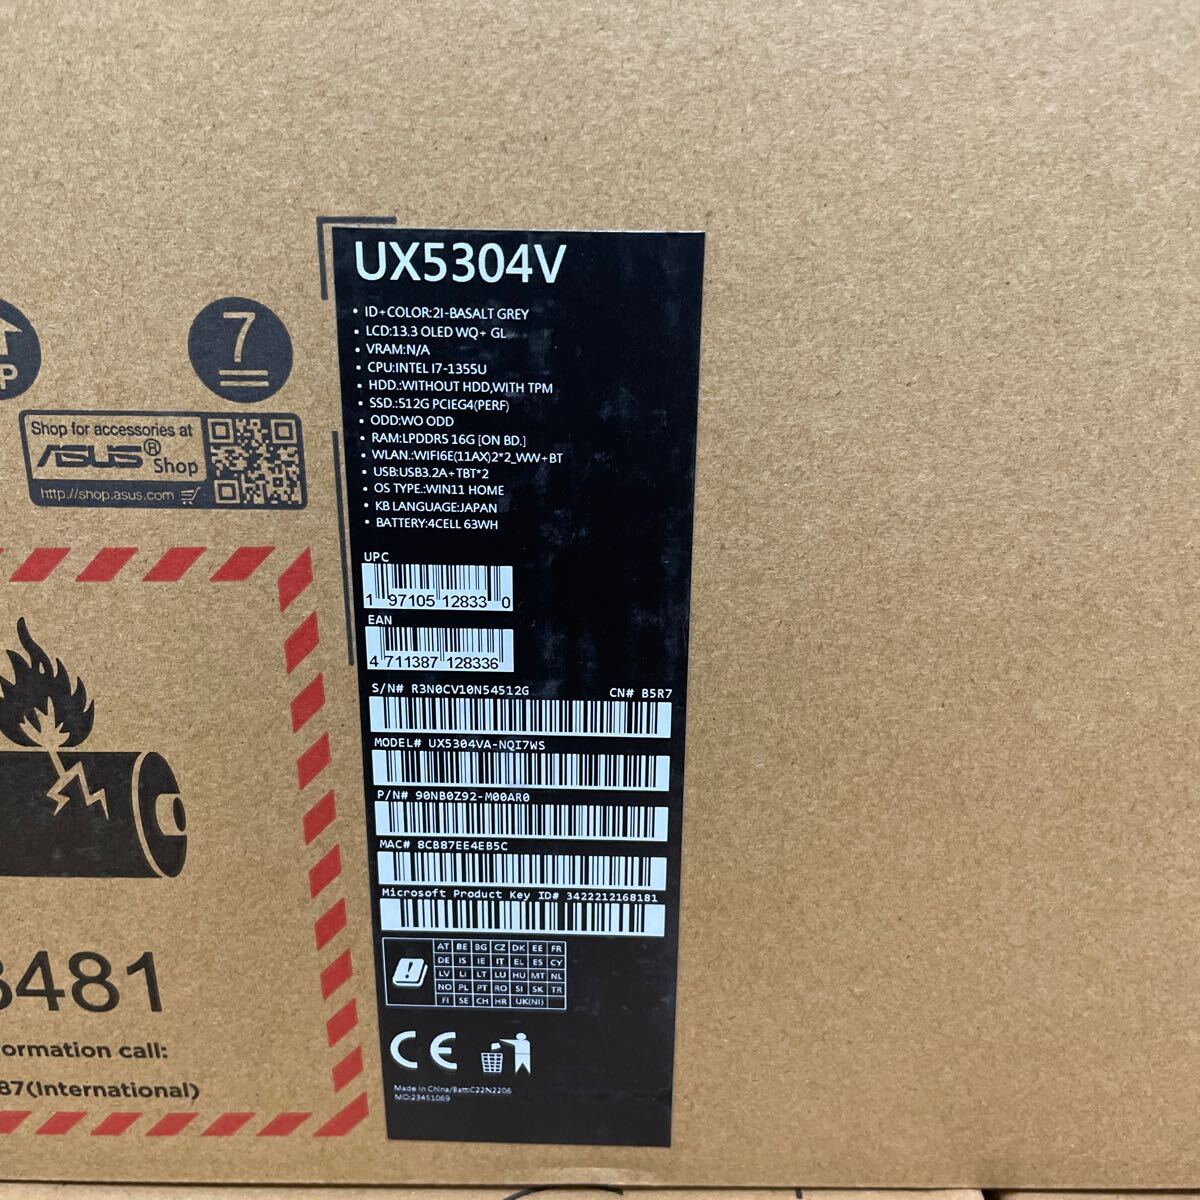 UX5304V
• ID+COLOR:2I-BASALT GREY
• LCD:13.3 OLED WQ+ GL
• VRAM:N/A
• CPU:INTEL I7-1355U
• HDD.:WITHOUT HDD,WITH TPM
• SSD.:512G PCIEG4(PERF)
• ODD:WO ODD
• RAM:LPDDR5 16G [ON BD.]
• WLAN.:WIFI6E(11AX)2*2_WW+BT
• USB:USB3.2A+TBT*2
• OS TYPE.:WIN11 HOME
• KB LANGUAGE:JAPAN
• BATTERY:4CELL 63WH
UPC
1 97105 12833 0
EAN
4 711387 128336
S/N# R3N0CV10N54512G CN# B5R7
MODEL# UX5304VA-NQI7WS
P/N# 90NB0Z92-M00AR0
MAC# 8CB87EE4EB5C
Microsoft Product Key ID# 3422212168181
AT BE BG CZ DK EE FR
DE IS IE IT EL ES CY
LV LI LT LU HU MT NL
NO PL PT RO SI SK TR
FI SE CH HR UK(NI)
CE
Made In China/Batt:C22N2206
MO:23451069
7
Shop for accessories at
ASUS® Shop
http://shop.asus.com
3481
ormation call:
87(International)